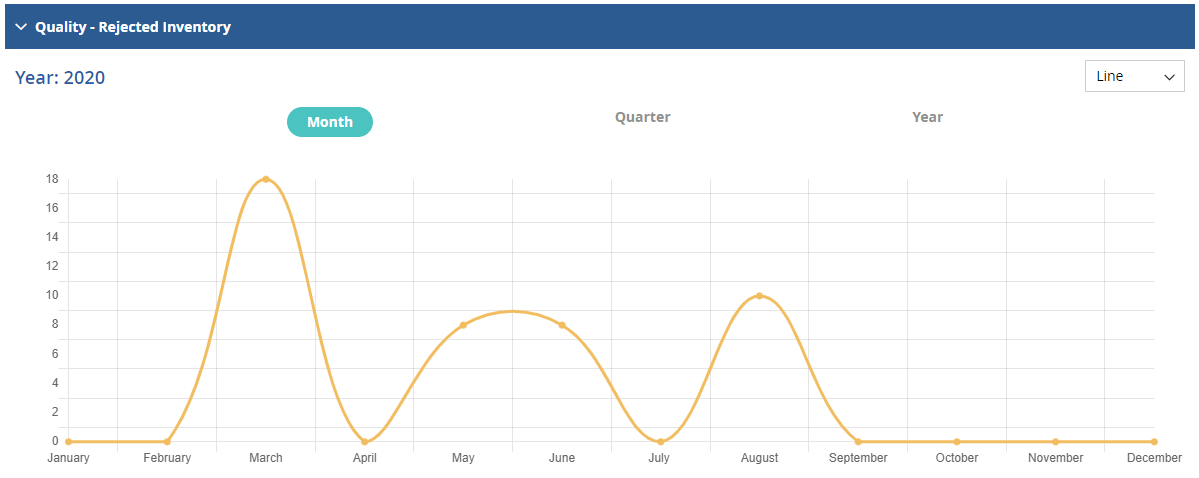 Quality - Rejected Inventory
Year: 2020
Line
Month Quarter Year
18
16
14
12
10
8
6
4
2
0
January February March April May June July August September October November December